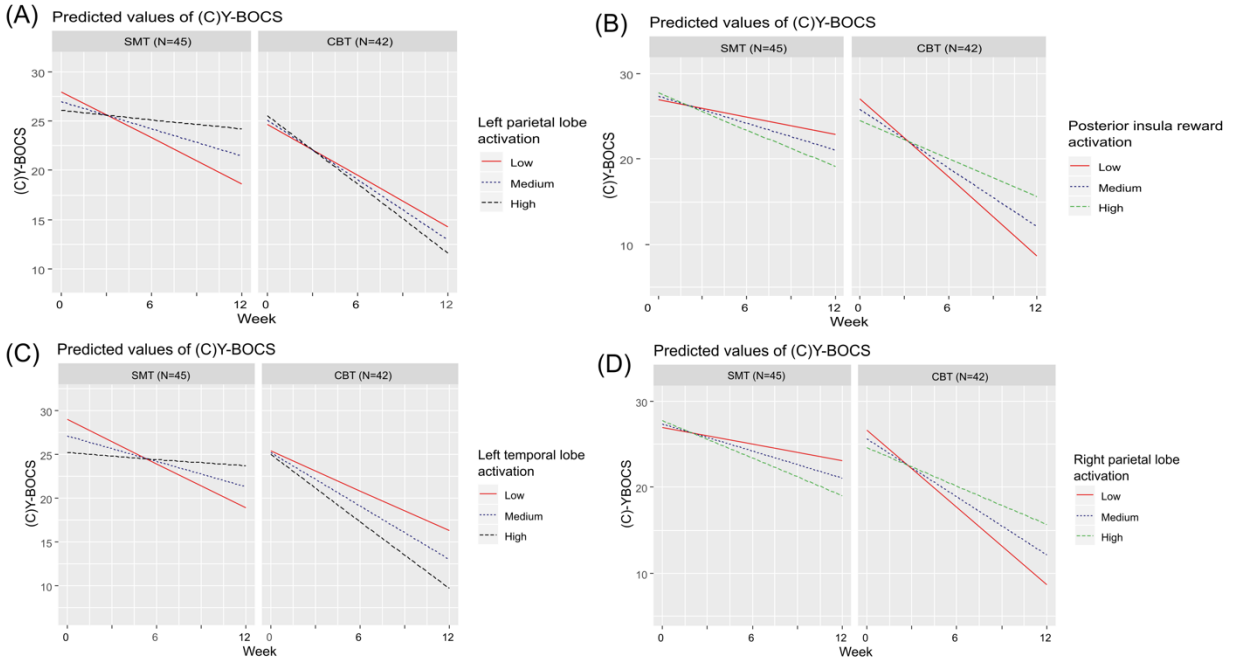 (A)
Predicted values of (C)Y-BOCS
SMT (N=45)
CBT (N=42)
30
25
20
15
10
(C)Y-BOCS
0
6
12
0
6
12
Week
Left parietal lobe
activation
Low
Medium
High
(B)
Predicted values of (C)Y-BOCS
SMT (N=45)
CBT (N=42)
30
20
10
(C)Y-BOCS
0
6
12
0
6
12
Week
Posterior insula reward
activation
Low
Medium
High
(C)
Predicted values of (C)Y-BOCS
SMT (N=45)
CBT (N=42)
30
25
20
15
10
(C)Y-BOCS
0
6
12
0
6
12
Week
Left temporal lobe
activation
Low
Medium
High
(D)
Predicted values of (C)Y-BOCS
SMT (N=45)
CBT (N=42)
30
20
10
(C)-YBOCS
0
6
12
0
6
12
Week
Right parietal lobe
activation
Low
Medium
High